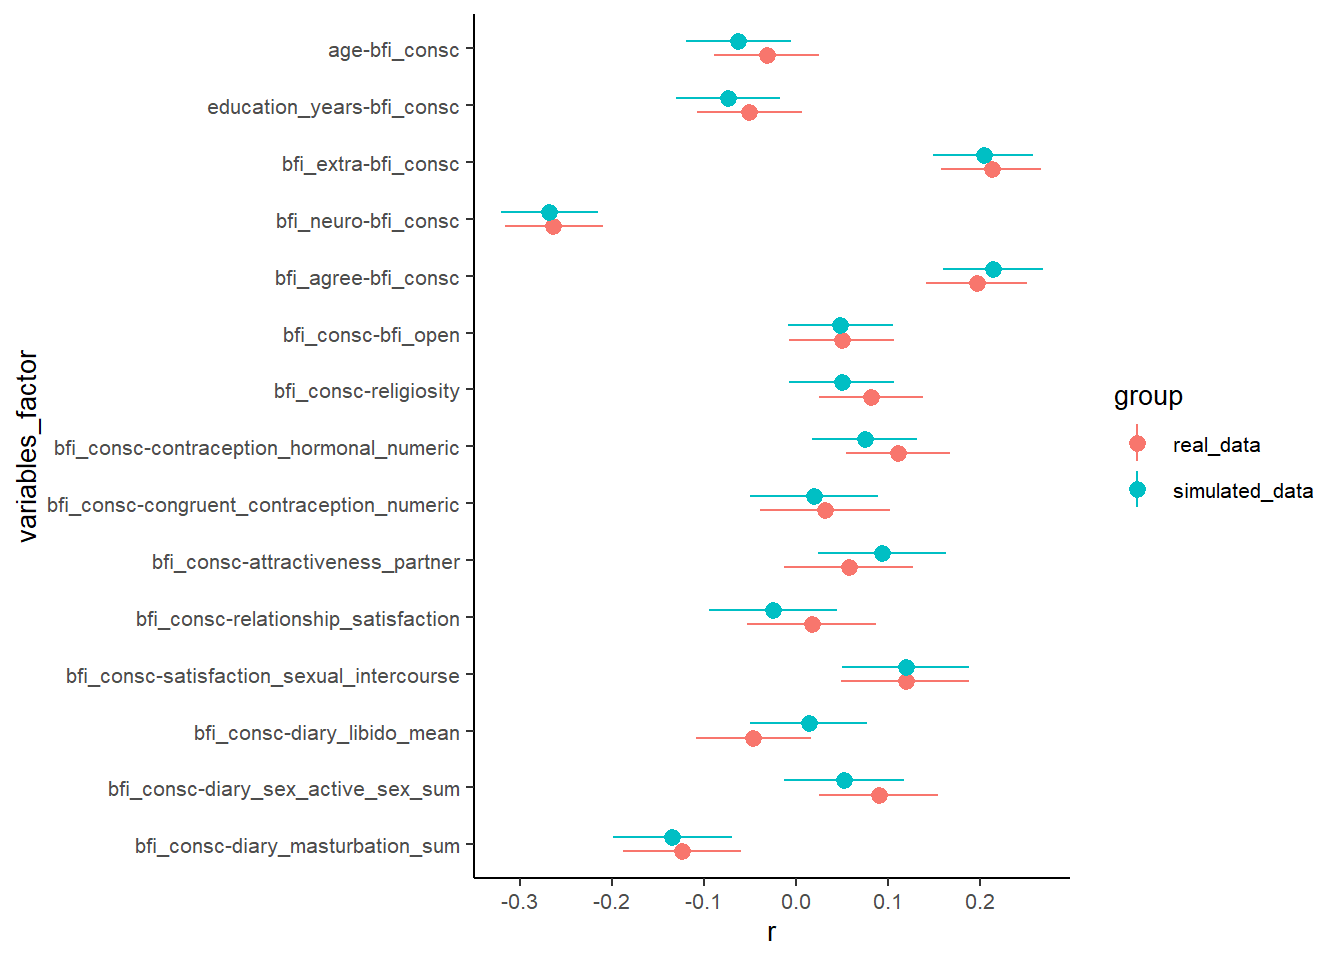 age-bfi_consc
education_years-bfi_consc
bfi_extra-bfi_consc
bfi_neuro-bfi_consc
bfi_agree-bfi_consc
bfi_consc-bfi_open
bfi_consc-religiosity
bfi_consc-contraception_hormonal_numeric
bfi_consc-congruent_contraception_numeric
bfi_consc-attractiveness_partner
bfi_consc-relationship_satisfaction
bfi_consc-satisfaction_sexual_intercourse
bfi_consc-diary_libido_mean
bfi_consc-diary_sex_active_sex_sum
bfi_consc-diary_masturbation_sum
variables_factor
-0.3 -0.2 -0.1 0.0 0.1 0.2
r
group
real_data
simulated_data